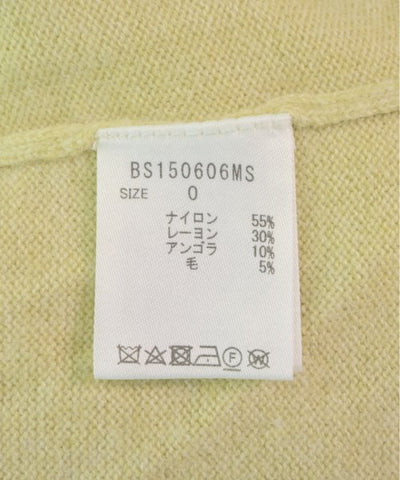 BS150606MS
SIZE 0
ナイロン 55%
レーヨン 30%
アンゴラ 10%
毛 5%
F W